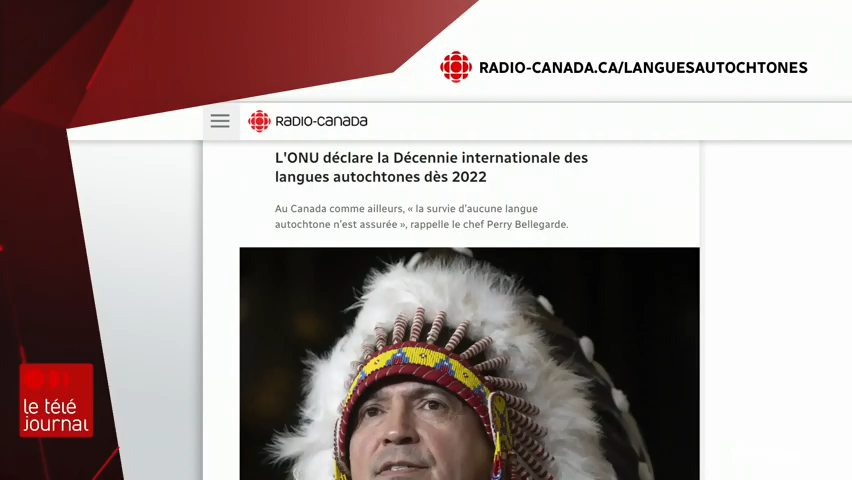 RADIO-CANADA.CA/LANGUESAUTOCHTONES
RADIO-CANADA
L'ONU déclare la Décennie internationale des
langues autochtones dès 2022
Au Canada comme ailleurs, « la survie d'aucune langue
autochtone n'est assurée », rappelle le chef Perry Bellegarde.
le télé
journal